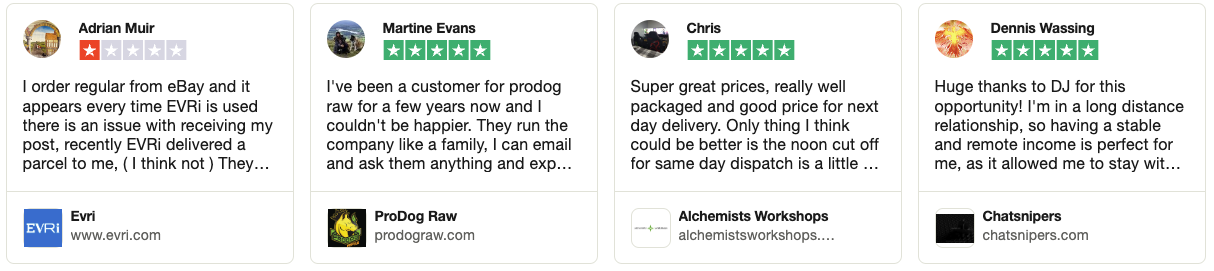 Adrian Muir
I order regular from eBay and it
appears every time EVRi is used
there is an issue with receiving my
post, recently EVRi delivered a
parcel to me, ( I think not ) They…
EVRi
Evri
www.evri.com
Martine Evans
I've been a customer for prodog
raw for a few years now and I
couldn't be happier. They run the
company like a family, I can email
and ask them anything and exp…
ProDog Raw
prodograw.com
Chris
Super great prices, really well
packaged and good price for next
day delivery. Only thing I think
could be better is the noon cut off
for same day dispatch is a little …
Alchemists Workshops
alchemistsworkshops.…
Dennis Wassing
Huge thanks to DJ for this
opportunity! I'm in a long distance
relationship, so having a stable
and remote income is perfect for
me, as it allowed me to stay wit…
Chatsnipers
chatsnipers.com